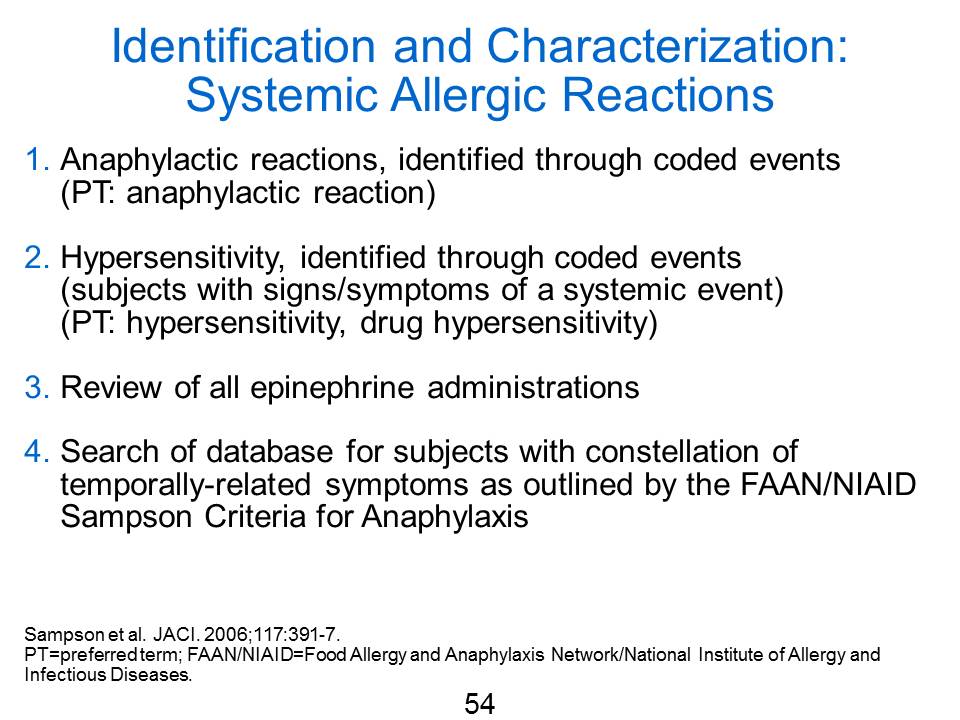 Identification and Characterization:
Systemic Allergic Reactions
1. Anaphylactic reactions, identified through coded events
(PT: anaphylactic reaction)
2. Hypersensitivity, identified through coded events
(subjects with signs/symptoms of a systemic event)
(PT: hypersensitivity, drug hypersensitivity)
3. Review of all epinephrine administrations
4. Search of database for subjects with constellation of
temporally-related symptoms as outlined by the FAAN/NIAID
Sampson Criteria for Anaphylaxis
Sampson et al. JACI. 2006;117:391-7.
PT=preferred term; FAAN/NIAID=Food Allergy and Anaphylaxis Network/National Institute of Allergy and
Infectious Diseases.
54